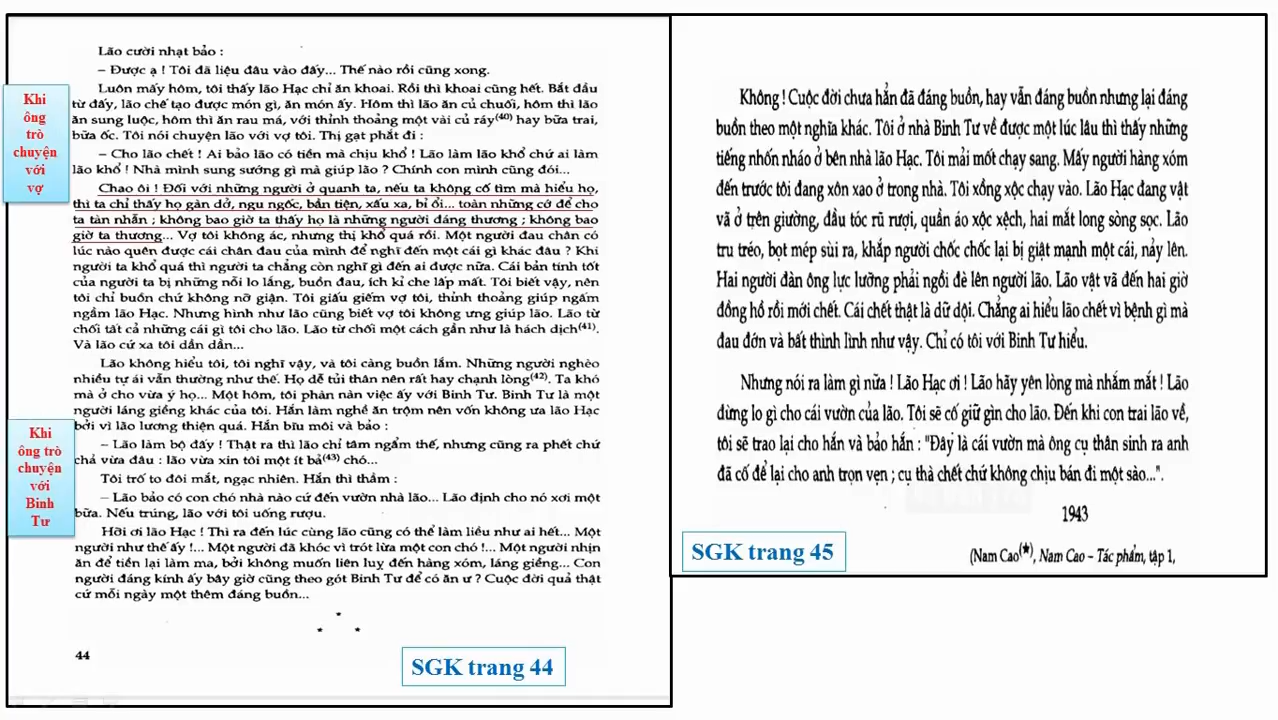 Lão cười nhạt bảo :
– Được ạ ! Tôi đã liệu đâu vào đấy... Thế nào rồi cũng xong.
Luôn mấy hôm, tôi thấy lão Hạc chỉ ăn khoai. Rồi thì khoai cũng hết. Bắt đầu
từ đấy, lão chế tạo được món gì, ăn món ấy. Hôm thì lão ăn củ chuối, hôm thì lão
ăn sung luộc, hôm thì ăn rau má, với thỉnh thoảng một vài củ ráy(40) hay bữa trai,
bữa ốc. Tôi nói chuyện lão với vợ tôi. Thị gạt phắt đi :
– Cho lão chết ! Ai bảo lão có tiền mà chịu khổ ! Lão làm lão khổ chứ ai làm
lão khổ ! Nhà mình sung sướng gì mà giúp lão ? Chính con mình cũng đói...
Chao ôi ! Đối với những người ở quanh ta, nếu ta không cố tìm mà hiểu họ,
thì ta chỉ thấy họ gàn dở, ngu ngốc, bần tiện, xấu xa, bỉ ổi... toàn những cớ để cho
ta tàn nhẫn ; không bao giờ ta thấy họ là những người đáng thương ; không bao
giờ ta thương... Vợ tôi không ác, nhưng thị khổ quá rồi. Một người đau chân có
lúc nào quên được cái chân đau của mình để nghĩ đến một cái gì khác đâu ? Khi
người ta khổ quá thì người ta chẳng còn nghĩ gì đến ai được nữa. Cái bản tính tốt
của người ta bị những nỗi lo lắng, buồn đau, ích kỉ che lấp mất. Tôi biết vậy, nên
tôi chỉ buồn chứ không nỡ giận. Tôi giấu giếm vợ tôi, thỉnh thoảng giúp ngấm
ngầm lão Hạc. Nhưng hình như lão cũng biết vợ tôi không ưng giúp lão. Lão từ
chối tất cả những cái gì tôi cho lão. Lão từ chối một cách gần như là hách dịch(41).
Và lão cứ xa tôi dần dần...
Lão không hiểu tôi, tôi nghĩ vậy, và tôi càng buồn lắm. Những người nghèo
nhiều tự ái vẫn thường như thế. Họ dễ tủi thân nên rất hay chạnh lòng(42). Ta khó
mà ở cho vừa ý họ... Một hôm, tôi phàn nàn việc ấy với Binh Tư. Binh Tư là một
người láng giềng khác của tôi. Hắn làm nghề ăn trộm nên vốn không ưa lão Hạc
bởi vì lão lương thiện quá. Hắn bĩu môi và bảo :
– Lão làm bộ đấy ! Thật ra thì lão chỉ tâm ngẩm thế, nhưng cũng ra phết chứ
chả vừa đâu : lão vừa xin tôi một ít bả(43) chó...
Tôi trố to đôi mắt, ngạc nhiên. Hắn thì thầm :
– Lão bảo có con chó nhà nào cứ đến vườn nhà lão... Lão định cho nó xơi một
bữa. Nếu trúng, lão với tôi uống rượu.
Hỡi ơi lão Hạc ! Thì ra đến lúc cùng lão cũng có thể làm liều như ai hết... Một
người như thế ấy !... Một người đã khóc vì trót lừa một con chó !... Một người nhịn
ăn để tiền lại làm ma, bởi không muốn liên luỵ đến hàng xóm, láng giềng... Con
người đáng kính ấy bây giờ cũng theo gót Binh Tư để có ăn ư ? Cuộc đời quả thật
cứ mỗi ngày một thêm đáng buồn...
*
* *
44
SGK trang 44
Khi
ông
trò
chuyện
với
vợ
Khi
ông trò
chuyện
với
Binh
Tư
Không ! Cuộc đời chưa hẳn đã đáng buồn, hay vẫn đáng buồn nhưng lại đáng
buồn theo một nghĩa khác. Tôi ở nhà Binh Tư về được một lúc lâu thì thấy những
tiếng nhốn nháo ở bên nhà lão Hạc. Tôi mải mốt chạy sang. Mấy người hàng xóm
đến trước tôi đang xôn xao ở trong nhà. Tôi xồng xộc chạy vào. Lão Hạc đang vật
vã ở trên giường, đầu tóc rũ rượi, quần áo xộc xệch, hai mắt long sòng sọc. Lão
tru tréo, bọt mép sùi ra, khắp người chốc chốc lại bị giật mạnh một cái, nảy lên.
Hai người đàn ông lực lưỡng phải ngồi đè lên người lão. Lão vật vã đến hai giờ
đồng hồ rồi mới chết. Cái chết thật là dữ dội. Chẳng ai hiểu lão chết vì bệnh gì mà
đau đớn và bất thình lình như vậy. Chỉ có tôi với Binh Tư hiểu.
Nhưng nói ra làm gì nữa ! Lão Hạc ơi ! Lão hãy yên lòng mà nhắm mắt ! Lão
đừng lo gì cho cái vườn của lão. Tôi sẽ cố giữ gìn cho lão. Đến khi con trai lão về,
tôi sẽ trao lại cho hắn và bảo hắn : "Đây là cái vườn mà ông cụ thân sinh ra anh
đã cố để lại cho anh trọn vẹn ; cụ thà chết chứ không chịu bán đi một sào...".
1943
(Nam Cao(★), Nam Cao – Tác phẩm, tập 1,
SGK trang 45